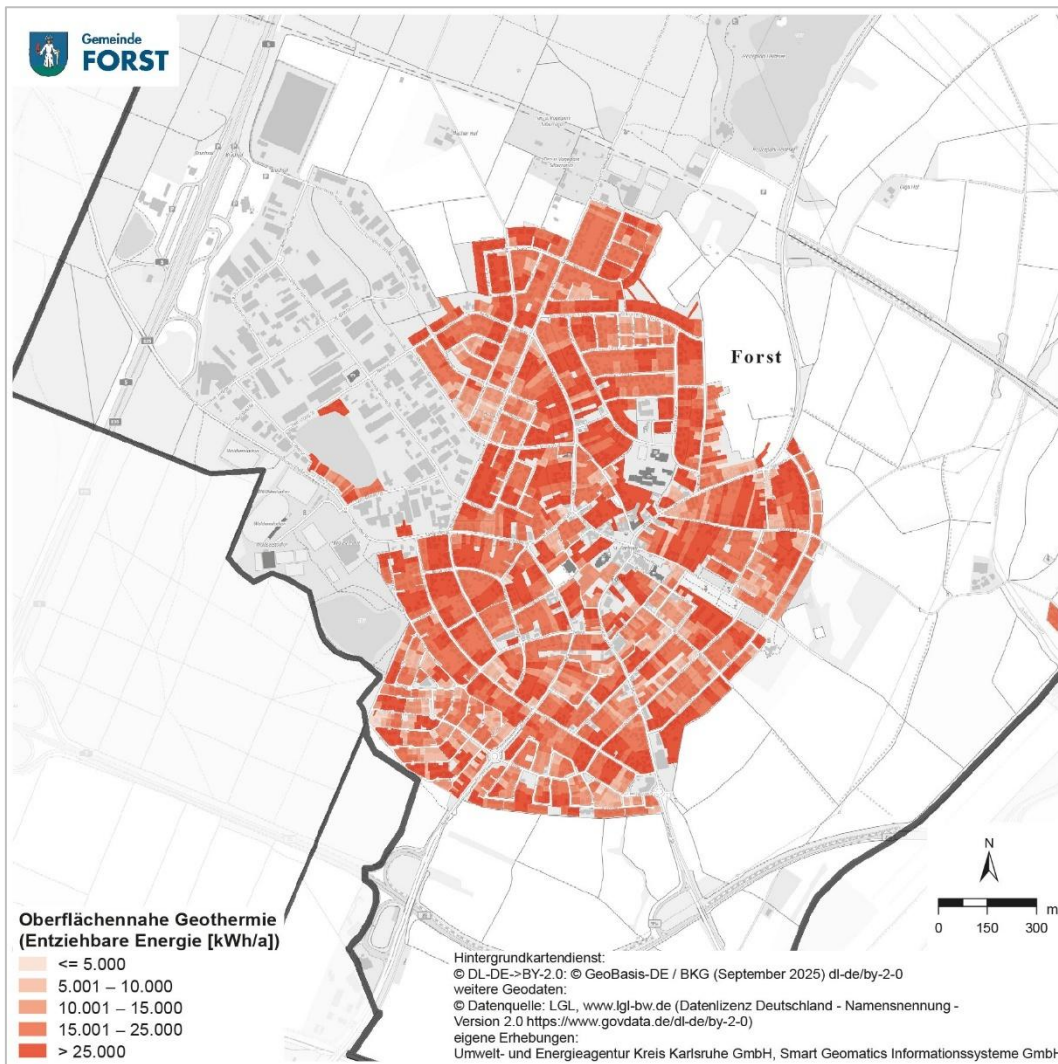 Gemeinde
FORST
Forst
N
0 150 300 m
Oberflächennahe Geothermie
(Entziehbare Energie [kWh/a])
<= 5.000
5.001 – 10.000
10.001 – 15.000
15.001 – 25.000
> 25.000
Hintergrundkartendienst:
© DL-DE->BY-2.0: © GeoBasis-DE / BKG (September 2025) dl-de/by-2-0
weitere Geodaten:
© Datenquelle: LGL, www.lgl-bw.de (Datenlizenz Deutschland - Namensnennung -
Version 2.0 https://www.govdata.de/dl-de/by-2-0)
eigene Erhebungen:
Umwelt- und Energieagentur Kreis Karlsruhe GmbH, Smart Geomatics Informationssysteme GmbH